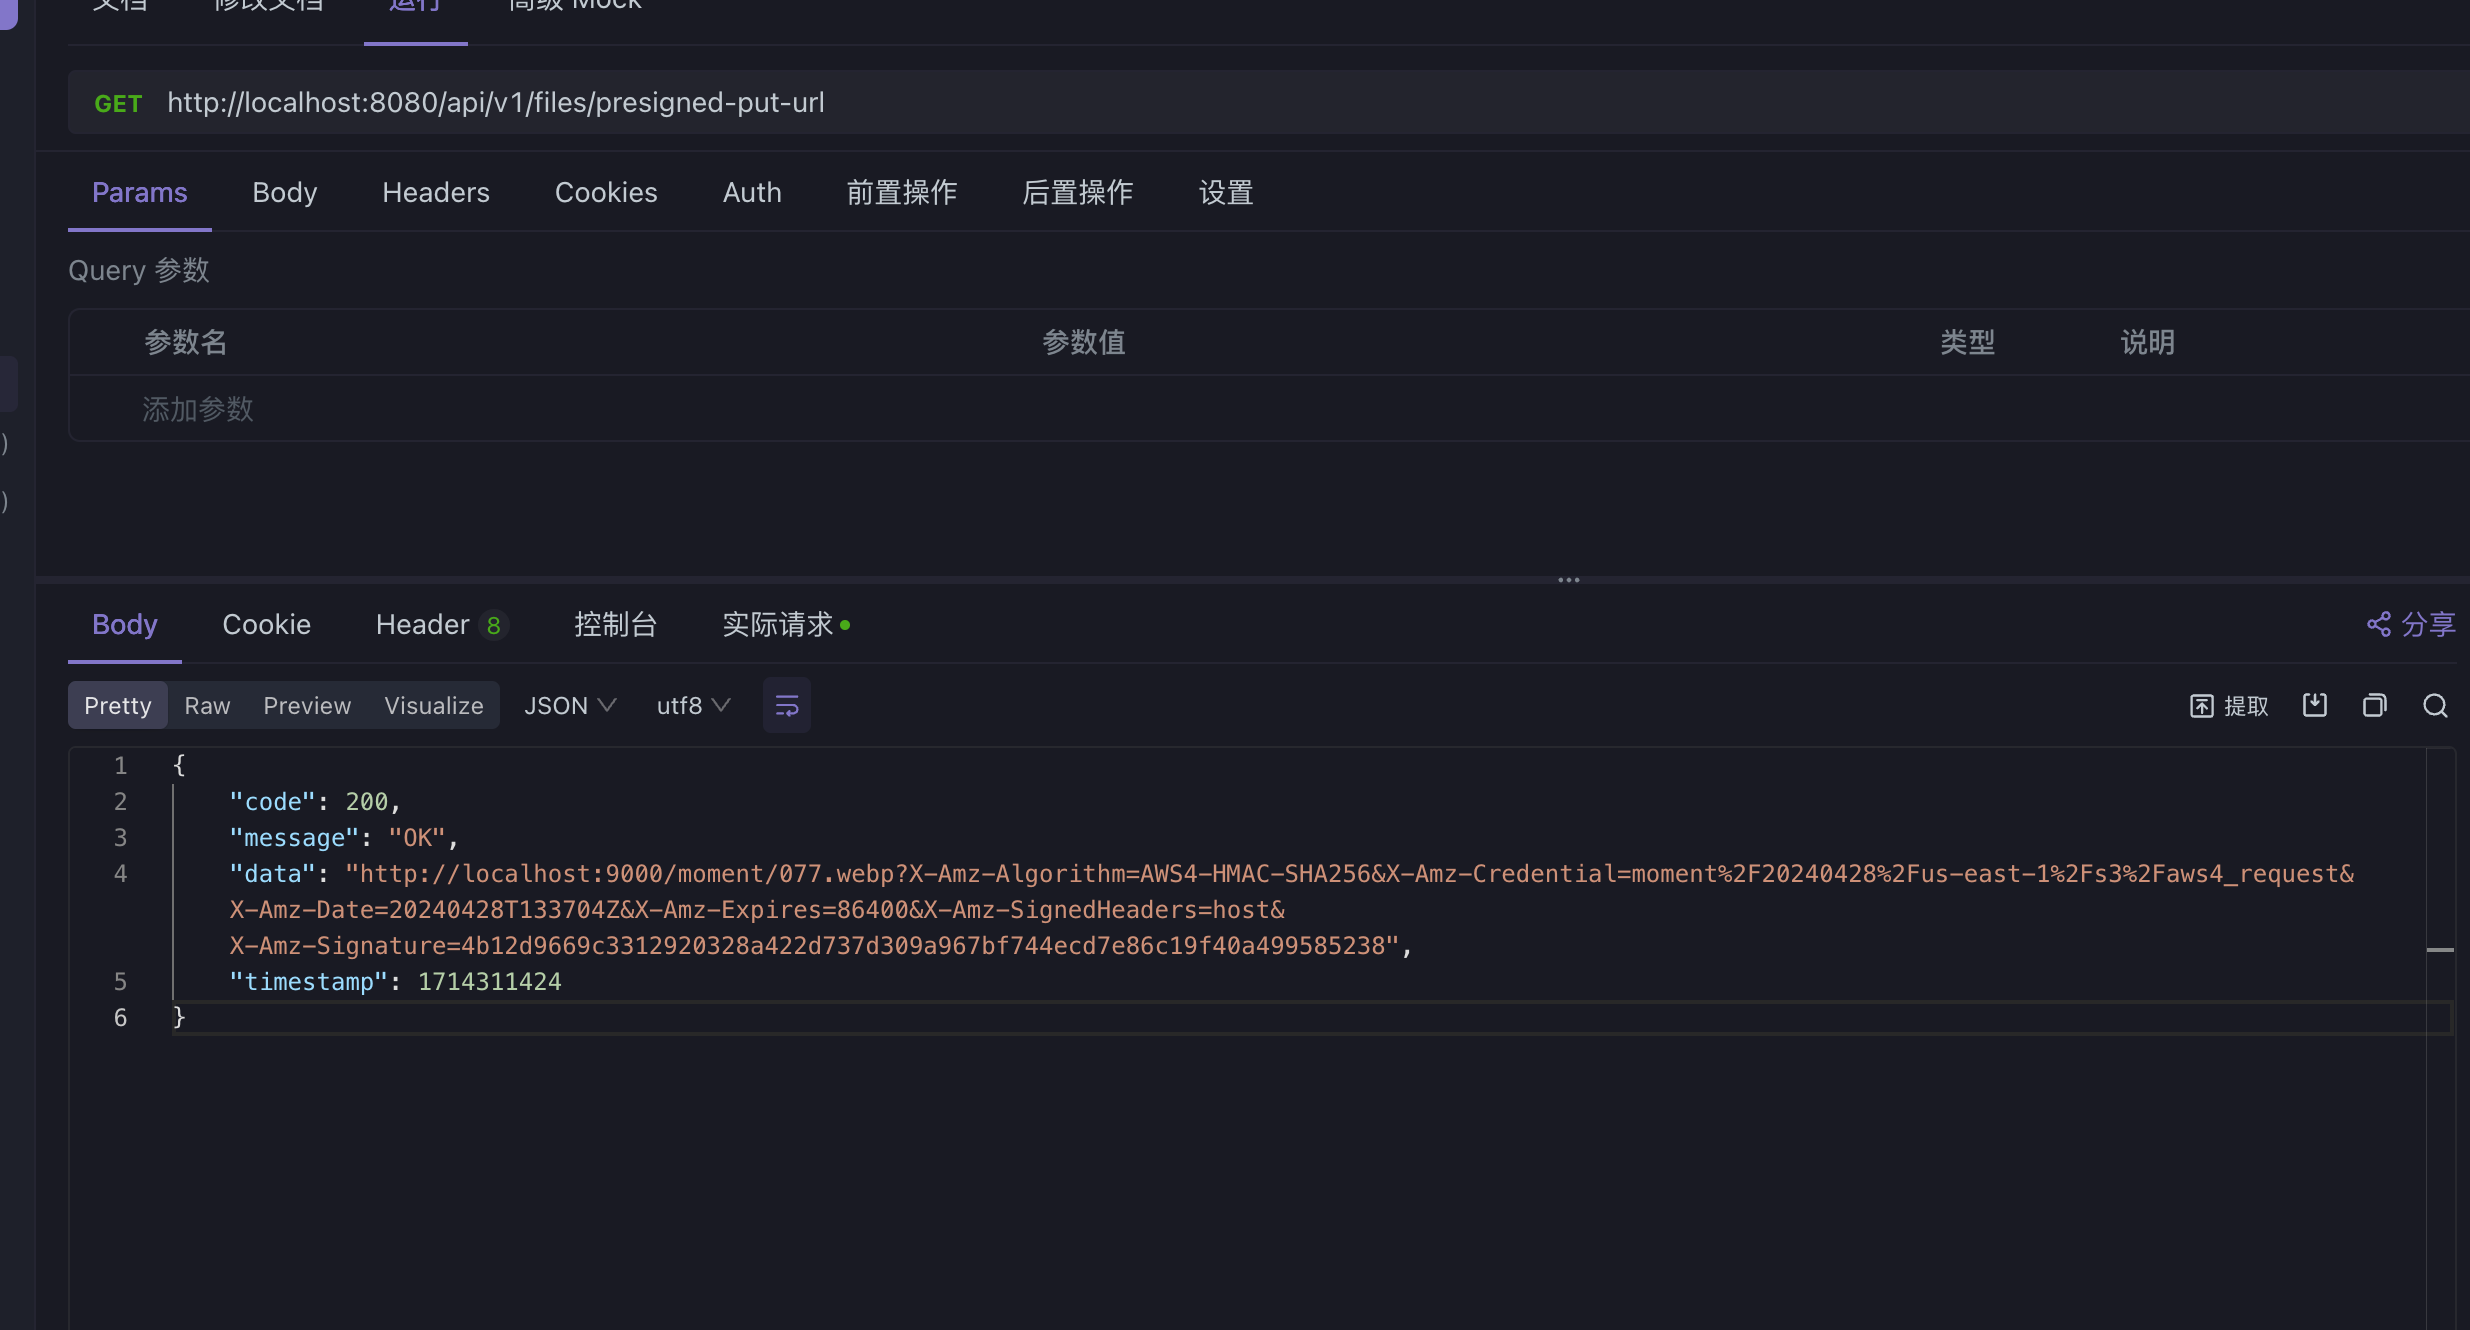 文档 修改文档 运行 高级 Mock
GET http://localhost:8080/api/v1/files/presigned-put-url
Params Body Headers Cookies Auth 前置操作 后置操作 设置
Query 参数
参数名 参数值 类型 说明
添加参数
)
)
Body Cookie Header 8 控制台 实际请求 分享
Pretty Raw Preview Visualize JSON utf8 提取
1 {
2 "code": 200,
3 "message": "OK",
4 "data": "http://localhost:9000/moment/077.webp?X-Amz-Algorithm=AWS4-HMAC-SHA256&X-Amz-Credential=moment%2F20240428%2Fus-east-1%2Fs3%2Faws4_request&
X-Amz-Date=20240428T133704Z&X-Amz-Expires=86400&X-Amz-SignedHeaders=host&
X-Amz-Signature=4b12d9669c3312920328a422d737d309a967bf744ecd7e86c19f40a499585238",
5 "timestamp": 1714311424
6 }